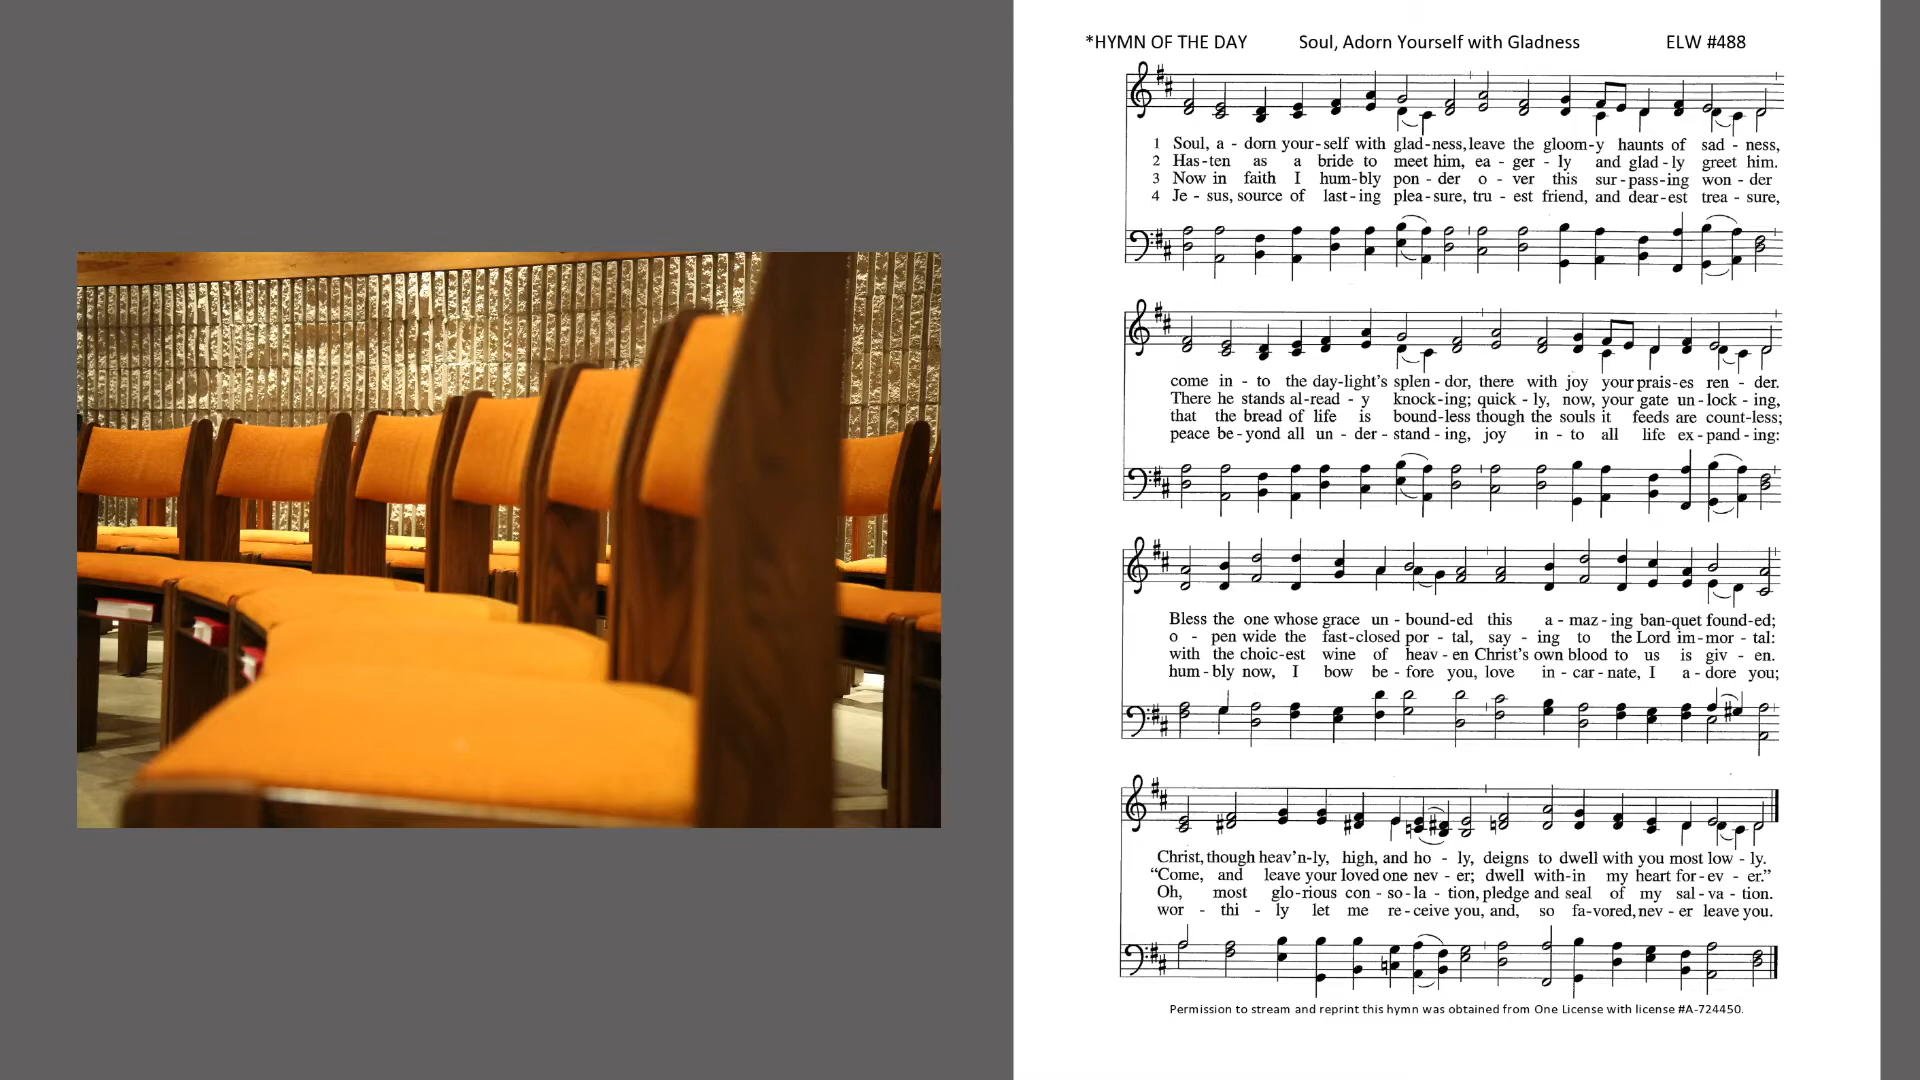 *HYMN OF THE DAY Soul, Adorn Yourself with Gladness ELW #488
1 Soul, a - dorn your - self with glad - ness, leave the gloom - y haunts of sad - ness,
2 Has - ten as a bride to meet him, ea - ger - ly and glad - ly greet him.
3 Now in faith I hum - bly pon - der o - ver this sur - pass - ing won - der
4 Je - sus, source of last - ing plea - sure, tru - est friend, and dear - est trea - sure,
come in - to the day - light's splen - dor, there with joy your prais - es ren - der.
There he stands al - read - y knock - ing; quick - ly, now, your gate un - lock - ing,
that the bread of life is bound - less though the souls it feeds are count - less;
peace be - yond all un - der - stand - ing, joy in - to all life ex - pand - ing:
Bless the one whose grace un - bound - ed this a - maz - ing ban - quet found - ed;
o - pen wide the fast - closed por - tal, say - ing to the Lord im - mor - tal:
with the choic - est wine of heav - en Christ's own blood to us is giv - en.
hum - bly now, I bow be - fore you, love in - car - nate, I a - dore you;
Christ, though heav'n - ly, high, and ho - ly, deigns to dwell with you most low - ly.
“Come, and leave your loved one nev - er; dwell with - in my heart for - ev - er.”
Oh, most glo - rious con - so - la - tion, pledge and seal of my sal - va - tion.
wor - thi - ly let me re - ceive you, and, so fa - vored, nev - er leave you.
Permission to stream and reprint this hymn was obtained from One License with license #A-724450.